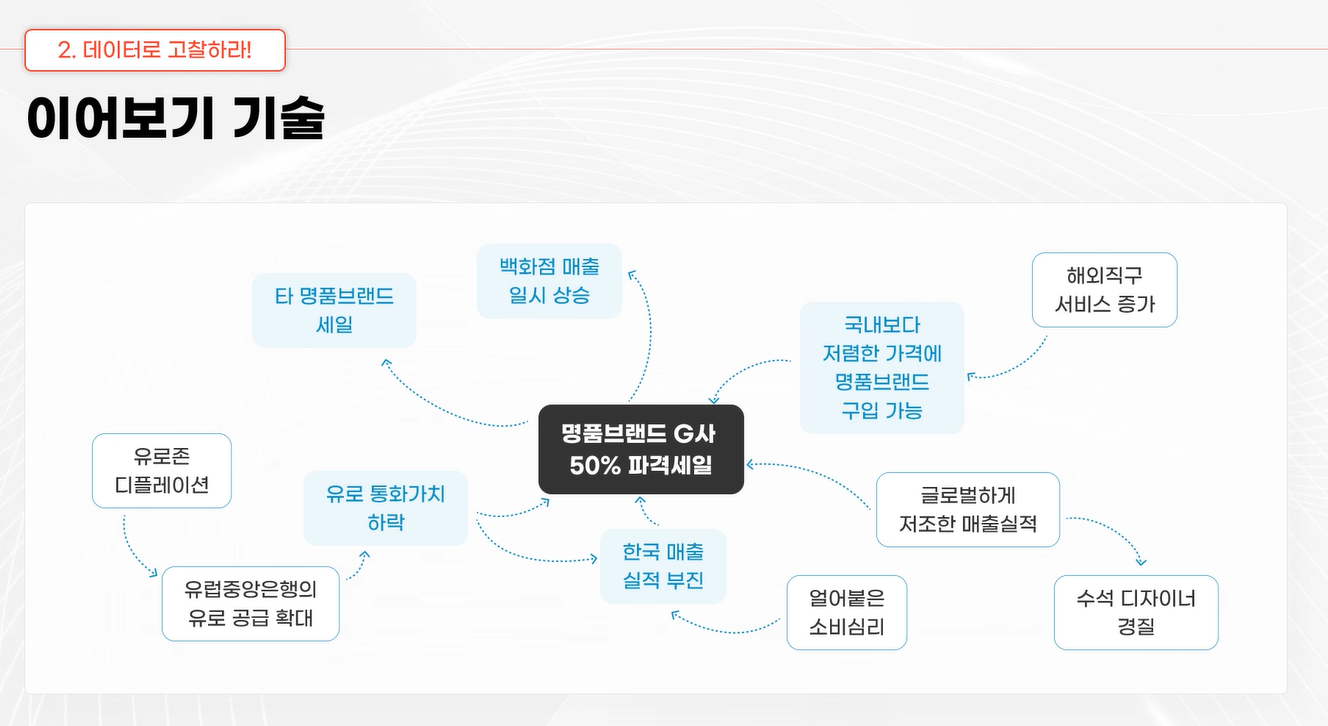 2. 데이터로 고찰하라!
이어보기 기술
백화점 매출
일시 상승
타 명품브랜드
세일
해외직구
서비스 증가
국내보다
저렴한 가격에
명품브랜드
구입 가능
명품브랜드 G사
50% 파격세일
유로존
디플레이션
유로 통화가치
하락
글로벌하게
저조한 매출실적
한국 매출
실적 부진
유럽중앙은행의
유로 공급 확대
얼어붙은
소비심리
수석 디자이너
경질